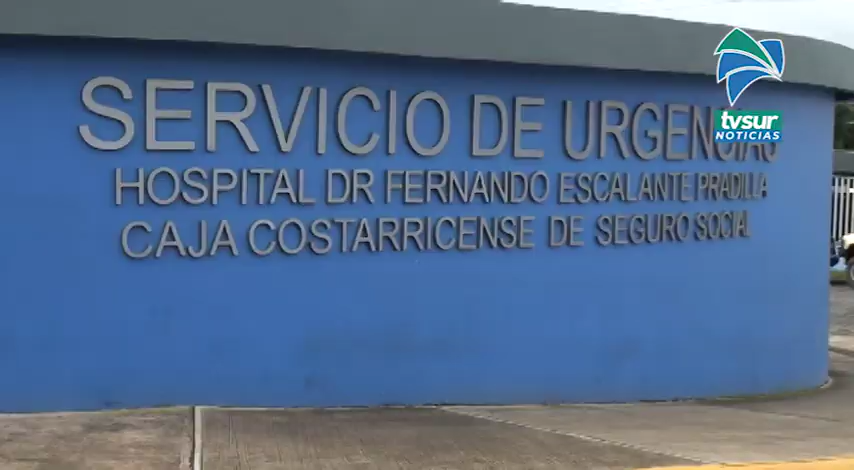 SERVICIO DE URGENCIAS
HOSPITAL DR FERNANDO ESCALANTE PRADILLA
CAJA COSTARRICENSE DE SEGURO SOCIAL
tvsur
NOTICIAS